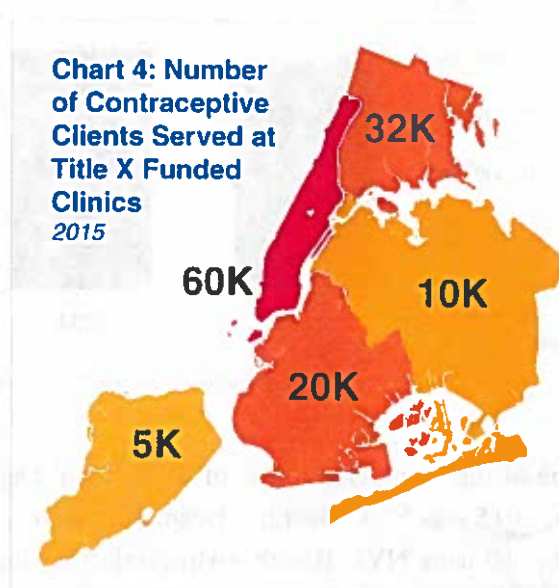 Chart 4: Number
of Contraceptive
Clients Served at
Title X Funded
Clinics
2015
32K
60K
10K
20K
5K